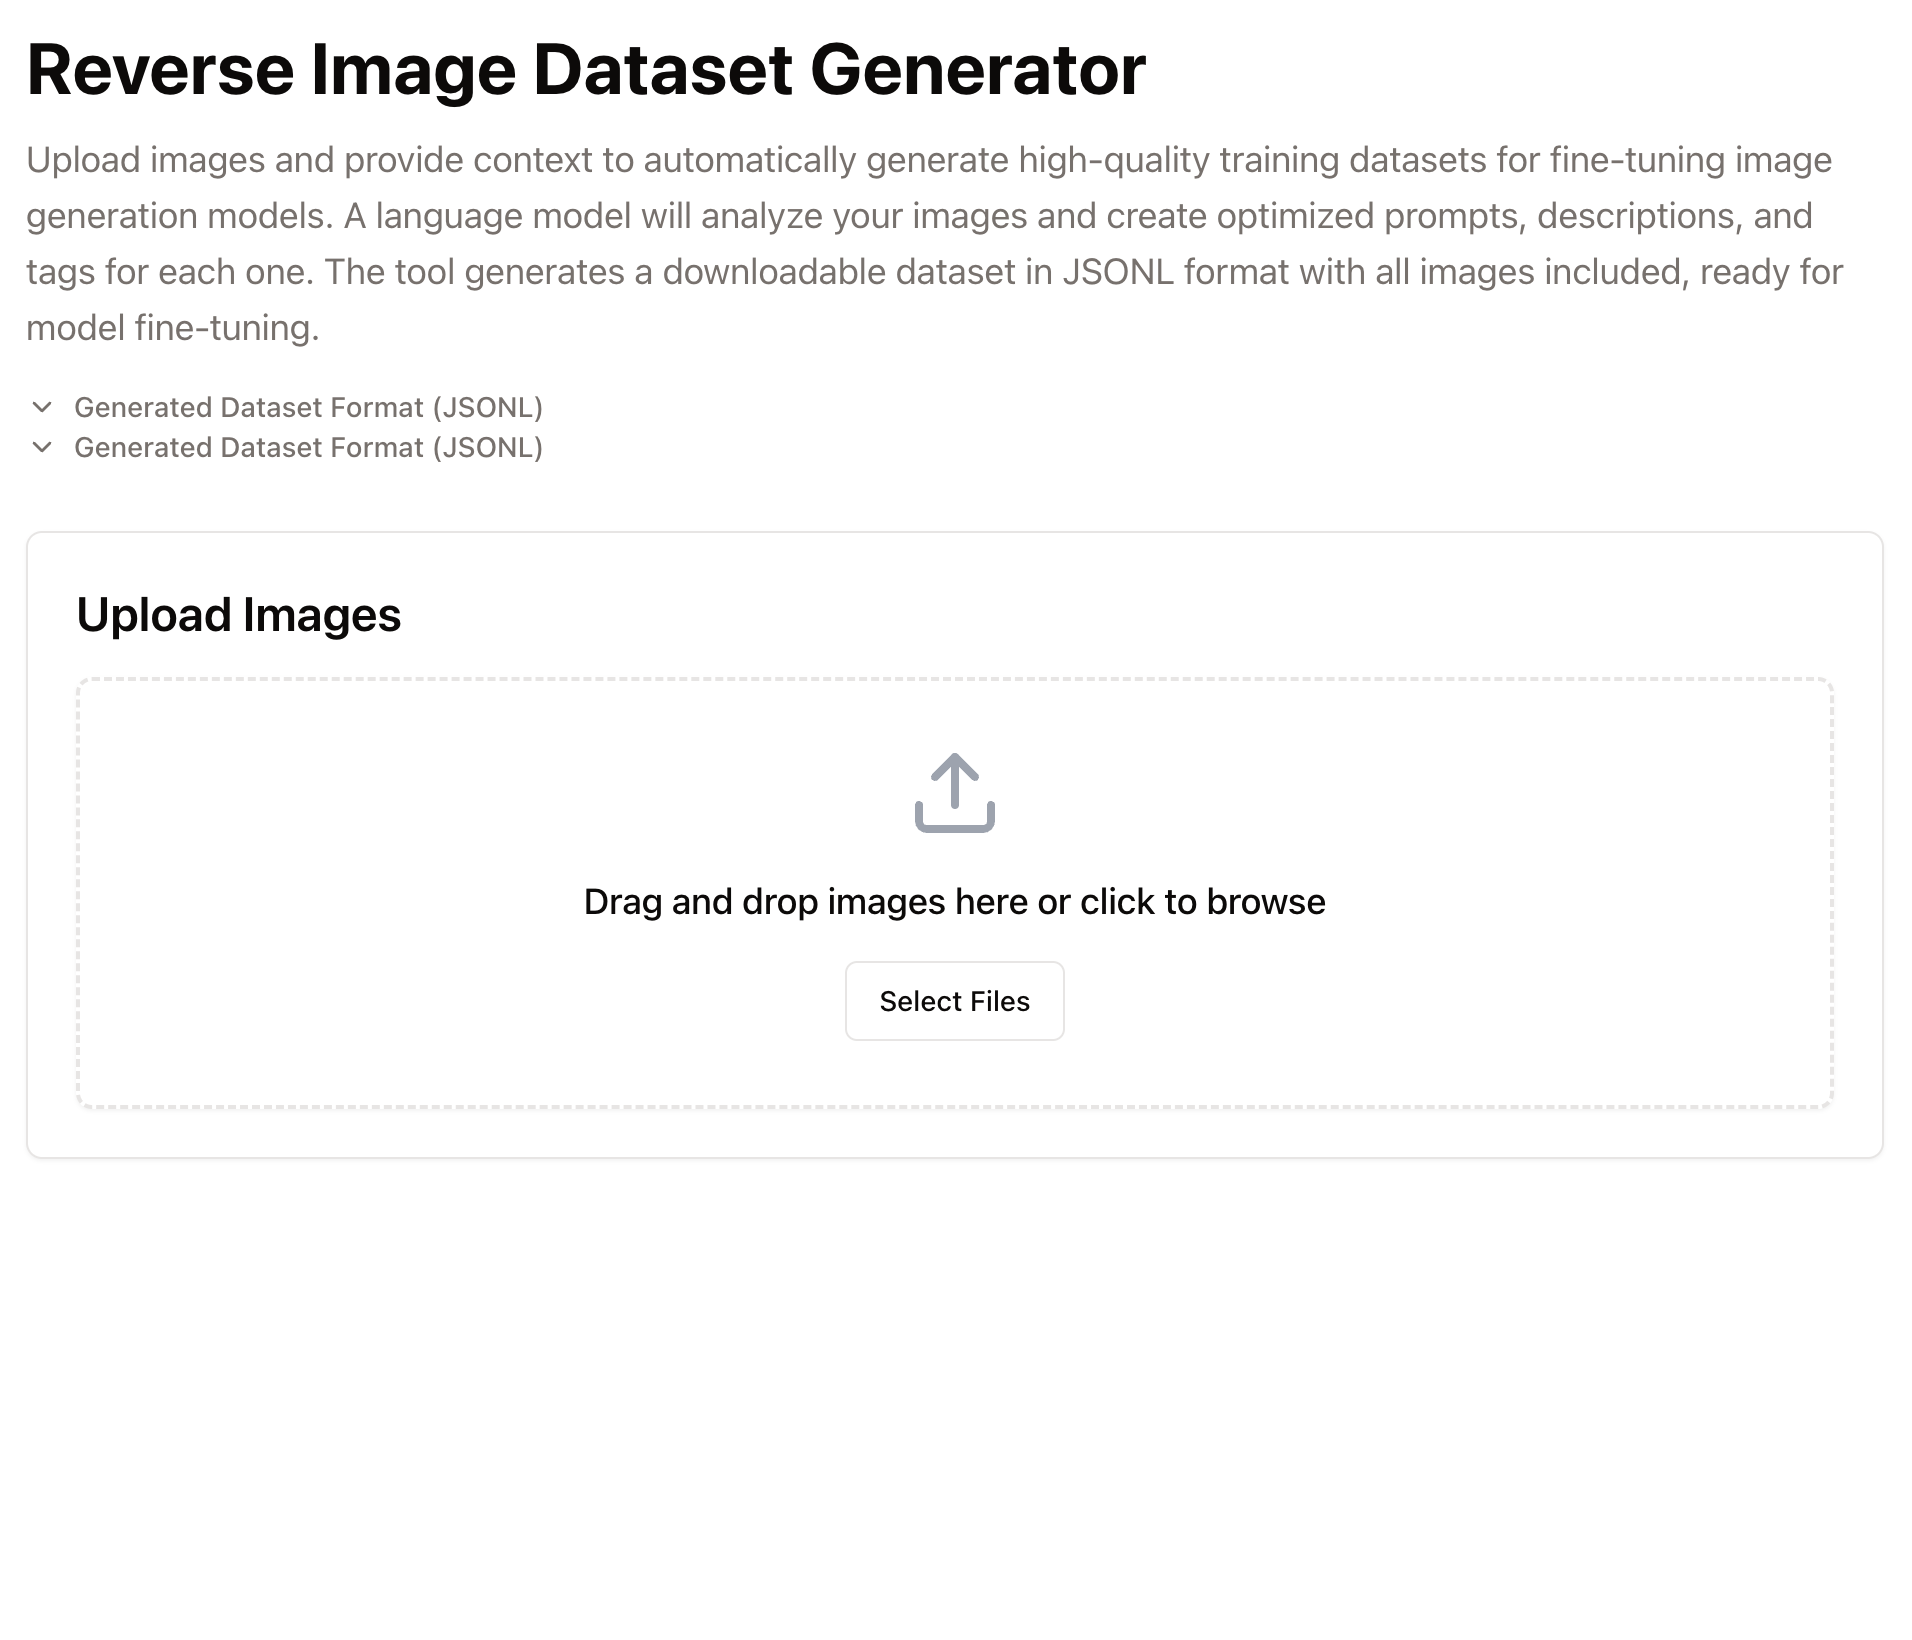 Reverse Image Dataset Generator
Upload images and provide context to automatically generate high-quality training datasets for fine-tuning image
generation models. A language model will analyze your images and create optimized prompts, descriptions, and
tags for each one. The tool generates a downloadable dataset in JSONL format with all images included, ready for
model fine-tuning.
Generated Dataset Format (JSONL)
Generated Dataset Format (JSONL)
Upload Images
Drag and drop images here or click to browse
Select Files